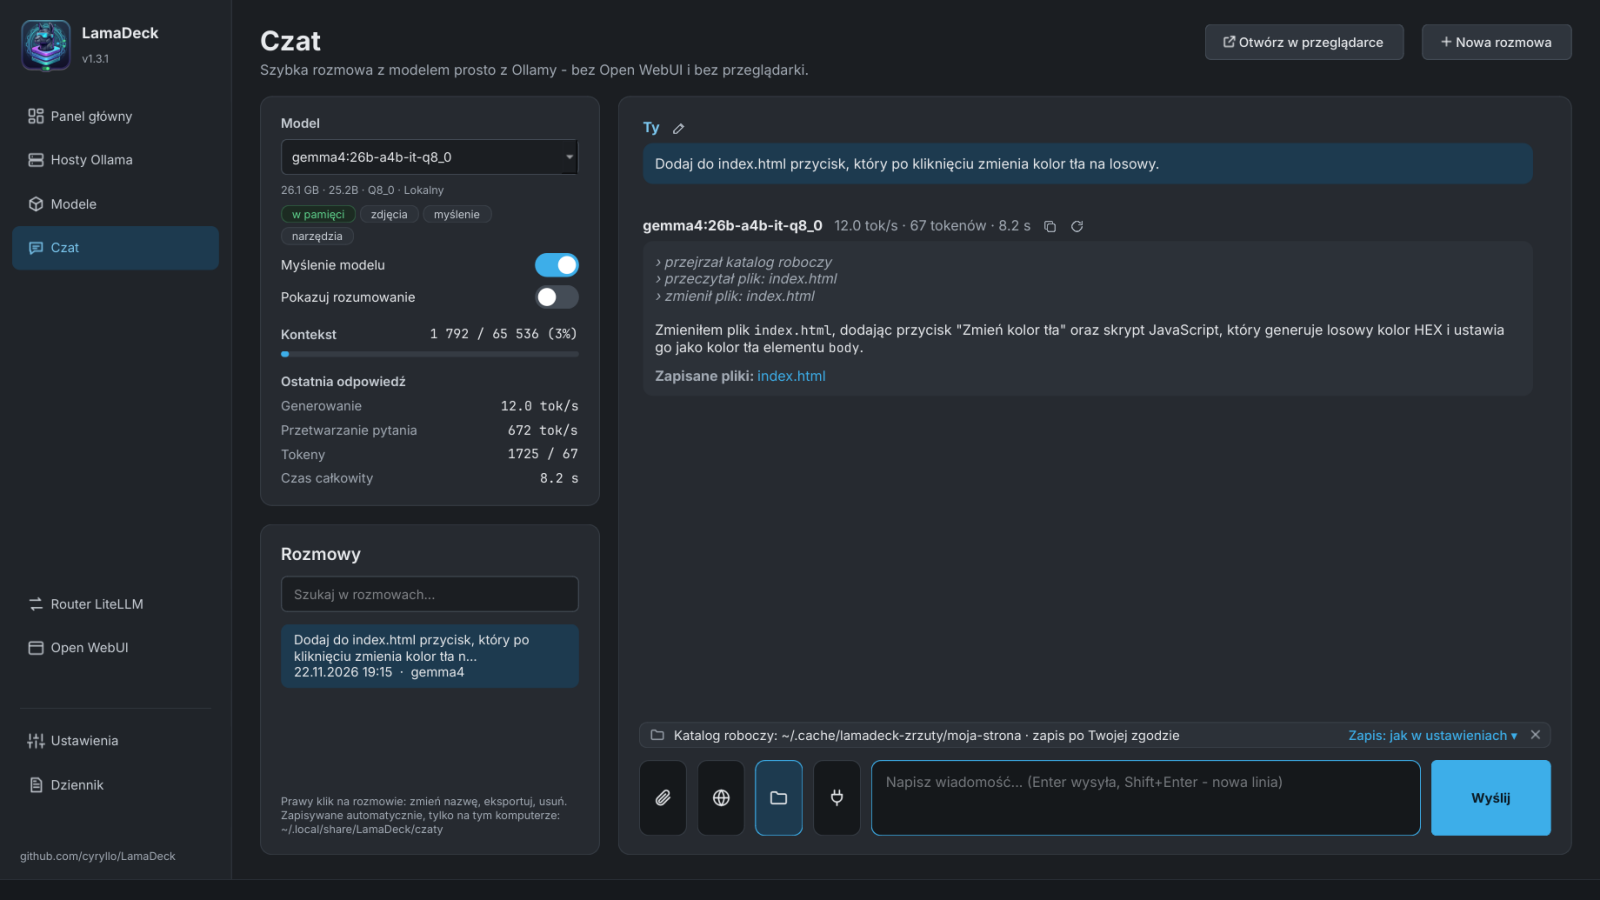 LamaDeck
v1.3.1
Panel główny
Hosty Ollama
Modele
Czat
Router LiteLLM
Open WebUI
Ustawienia
Dziennik
github.com/cyryllo/LamaDeck
Czat
Szybka rozmowa z modelem prosto z Ollamy - bez Open WebUI i bez przeglądarki.
Otwórz w przeglądarce
+ Nowa rozmowa
Model
gemma4:26b-a4b-it-q8_0
26.1 GB · 25.2B · Q8_0 · Lokalny
w pamięci
zdjęcia
myślenie
narzędzia
Myślenie modelu
Pokazuj rozumowanie
Kontekst 1 792 / 65 536 (3%)
Ostatnia odpowiedź
Generowanie 12.0 tok/s
Przetwarzanie pytania 672 tok/s
Tokeny 1725 / 67
Czas całkowity 8.2 s
Rozmowy
Szukaj w rozmowach...
Dodaj do index.html przycisk, który po
kliknięciu zmienia kolor tła n...
22.11.2026 19:15 · gemma4
Prawy klik na rozmowie: zmień nazwę, eksportuj, usuń.
Zapisywane automatycznie, tylko na tym komputerze:
~/.local/share/LamaDeck/czaty
Ty
Dodaj do index.html przycisk, który po kliknięciu zmienia kolor tła na losowy.
gemma4:26b-a4b-it-q8_0 12.0 tok/s · 67 tokenów · 8.2 s
› przejrzał katalog roboczy
› przeczytał plik: index.html
› zmienił plik: index.html
Zmieniłem plik index.html, dodając przycisk "Zmień kolor tła" oraz skrypt JavaScript, który generuje losowy kolor HEX i ustawia
go jako kolor tła elementu body.
Zapisane pliki: index.html
Katalog roboczy: ~/.cache/lamadeck-zrzuty/moja-strona · zapis po Twojej zgodzie
Zapis: jak w ustawieniach ▾
Napisz wiadomość... (Enter wysyła, Shift+Enter - nowa linia)
Wyślij